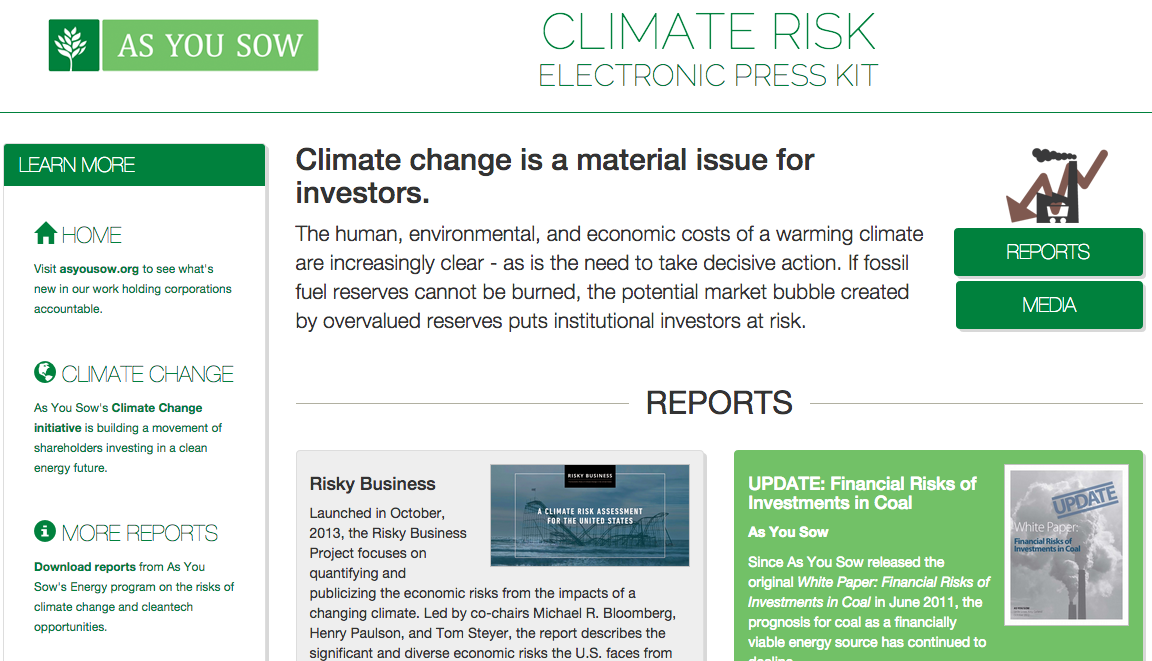 AS YOU SOW
CLIMATE RISK
ELECTRONIC PRESS KIT
LEARN MORE
HOME
Visit asyousow.org to see what's
new in our work holding corporations
accountable.
CLIMATE CHANGE
As You Sow's Climate Change
initiative is building a movement of
shareholders investing in a clean
energy future.
MORE REPORTS
Download reports from As You
Sow's Energy program on the risks of
climate change and cleantech
opportunities.
Climate change is a material issue for
investors.
The human, environmental, and economic costs of a warming climate
are increasingly clear - as is the need to take decisive action. If fossil
fuel reserves cannot be burned, the potential market bubble created
by overvalued reserves puts institutional investors at risk.
REPORTS
MEDIA
REPORTS
Risky Business
Launched in October,
2013, the Risky Business
Project focuses on
quantifying and
publicizing the economic risks from the impacts of a
changing climate. Led by co-chairs Michael R. Bloomberg,
Henry Paulson, and Tom Steyer, the report describes the
significant and diverse economic risks the U.S. faces from
RISKY BUSINESS
A CLIMATE RISK ASSESSMENT
FOR THE UNITED STATES
UPDATE: Financial Risks of
Investments in Coal
As You Sow
Since As You Sow released the
original White Paper: Financial Risks of
Investments in Coal in June 2011, the
prognosis for coal as a financially
viable energy source has continued to
decline
UPDATE
White Paper:
Financial Risks of
Investments in Coal